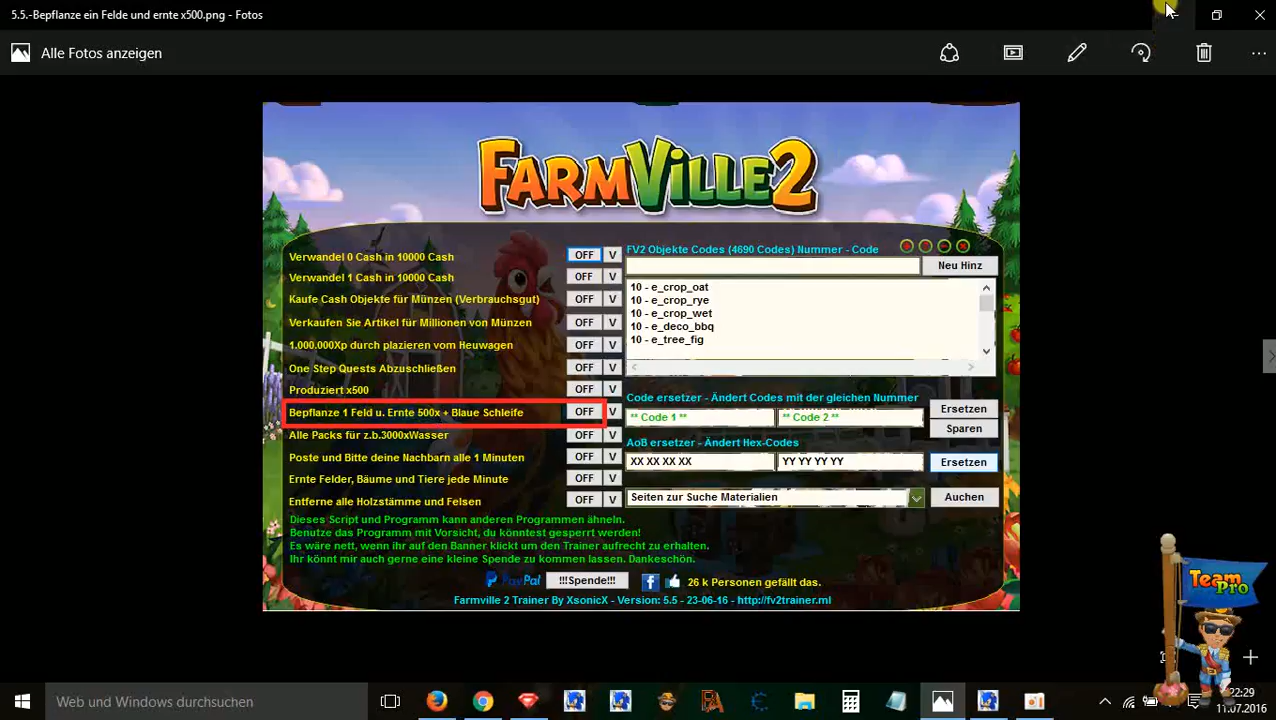 5.5.-Bepflanze ein Felde und ernte x500.png - Fotos
Alle Fotos anzeigen
FARMVILLE2
Verwandel 0 Cash in 10000 Cash OFF V
Verwandel 1 Cash in 10000 Cash OFF V
Kaufe Cash Objekte für Münzen (Verbrauchsgut) OFF V
Verkaufen Sie Artikel für Millionen von Münzen OFF V
1.000.000Xp durch plazieren vom Heuwagen OFF V
One Step Quests Abzuschließen OFF V
Produziert x500 OFF V
Bepflanze 1 Feld u. Ernte 500x + Blaue Schleife OFF V
Alle Packs für z.b.3000xWasser OFF V
Poste und Bitte deine Nachbarn alle 1 Minuten OFF V
Ernte Felder, Bäume und Tiere jede Minute OFF V
Entferne alle Holzstämme und Felsen OFF V
FV2 Objekte Codes (4690 Codes) Nummer - Code
Neu Hinz
10 - e_crop_oat
10 - e_crop_rye
10 - e_crop_wet
10 - e_deco_bbq
10 - e_tree_fig
Code ersetzer - Ändert Codes mit der gleichen Nummer
** Code 1 ** ** Code 2 ** Ersetzen
Sparen
AoB ersetzer - Ändert Hex-Codes
XX XX XX XX YY YY YY YY Ersetzen
Seiten zur Suche Materialien Auchen
Dieses Script und Programm kann anderen Programmen ähneln.
Benutze das Programm mit Vorsicht, du könntest gesperrt werden!
Es wäre nett, wenn ihr auf den Banner klickt um den Trainer aufrecht zu erhalten.
Ihr könnt mir auch gerne eine kleine Spende zu kommen lassen. Dankeschön.
PayPal !!!Spende!!! f 26 k Personen gefällt das.
Farmville 2 Trainer By XsonicX - Version: 5.5 - 23-06-16 - http://fv2trainer.ml
Team Pro
Web und Windows durchsuchen
22:29
11.07.2016